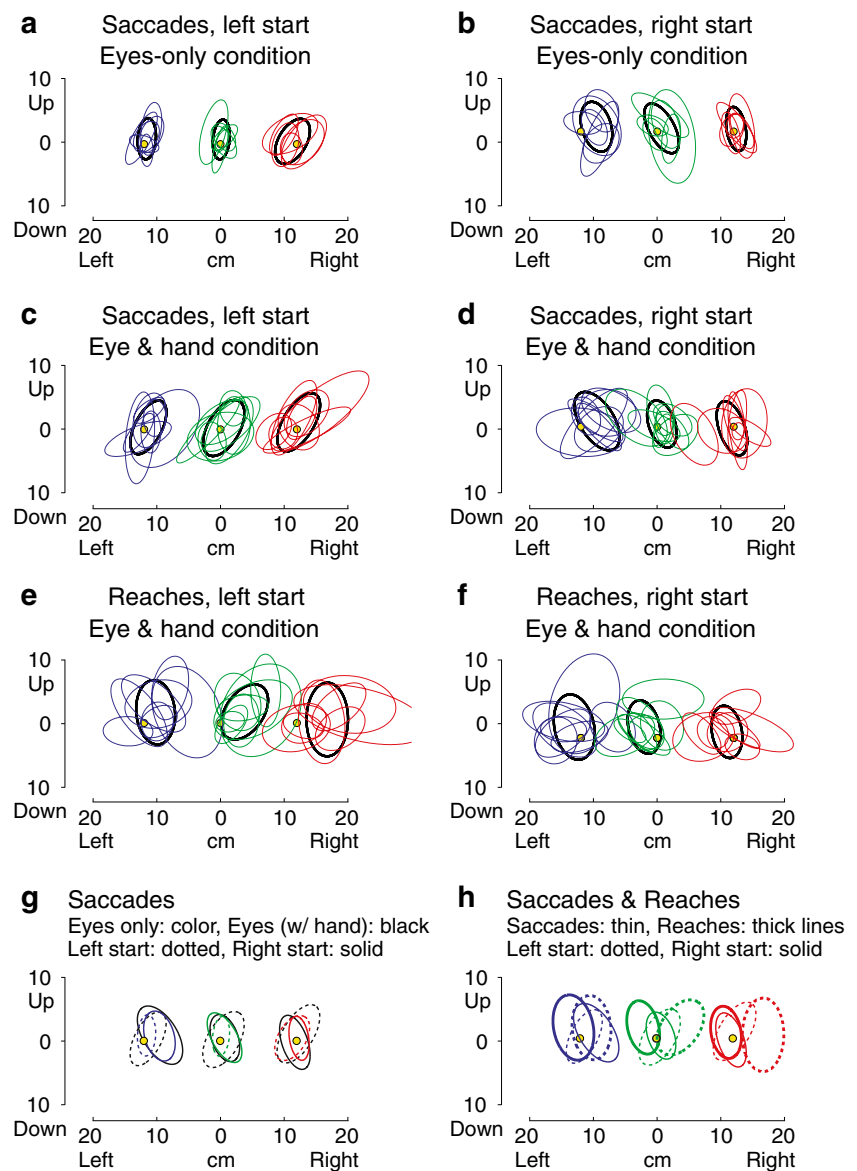 a Saccades, left start
Eyes-only condition
10
Up
0
10
Down
20 10 0 10 20
Left cm Right
b Saccades, right start
Eyes-only condition
10
Up
0
10
Down
20 10 0 10 20
Left cm Right
c Saccades, left start
Eye & hand condition
10
Up
0
10
Down
20 10 0 10 20
Left cm Right
d Saccades, right start
Eye & hand condition
10
Up
0
10
Down
20 10 0 10 20
Left cm Right
e Reaches, left start
Eye & hand condition
10
Up
0
10
Down
20 10 0 10 20
Left cm Right
f Reaches, right start
Eye & hand condition
10
Up
0
10
Down
20 10 0 10 20
Left cm Right
g Saccades
Eyes only: color, Eyes (w/ hand): black
Left start: dotted, Right start: solid
10
Up
0
10
Down
20 10 0 10 20
Left cm Right
h Saccades & Reaches
Saccades: thin, Reaches: thick lines
Left start: dotted, Right start: solid
10
Up
0
10
Down
20 10 0 10 20
Left cm Right